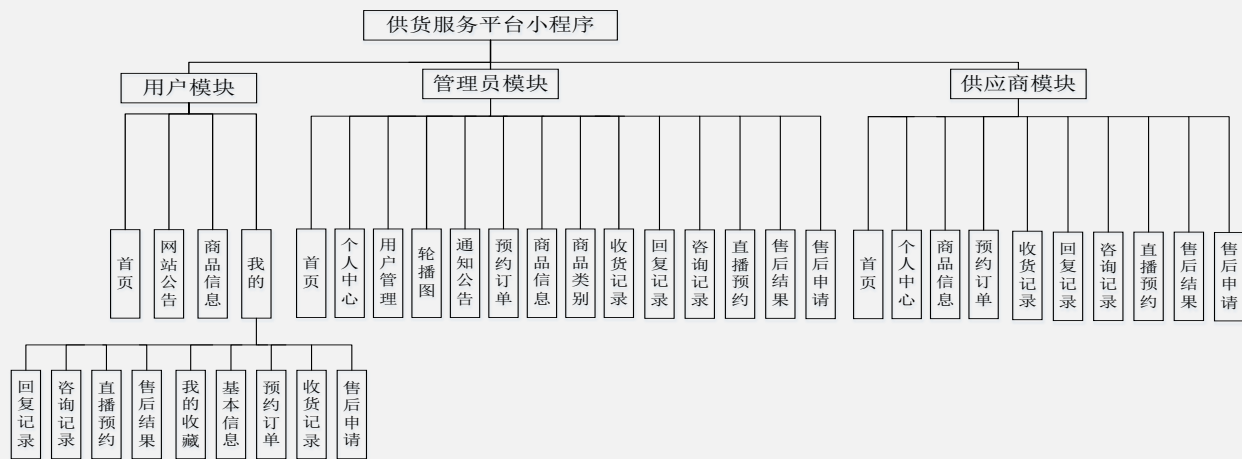 供货服务平台小程序
用户模块
管理员模块
供应商模块
首页
网站公告
商品信息
我的
首页
个人中心
用户管理
轮播图
通知公告
预约订单
商品信息
商品类别
收货记录
回复记录
咨询记录
直播预约
售后结果
售后申请
首页
个人中心
商品信息
预约订单
收货记录
回复记录
咨询记录
直播预约
售后结果
售后申请
回复记录
咨询记录
直播预约
售后结果
我的收藏
基本信息
预约订单
收货记录
售后申请